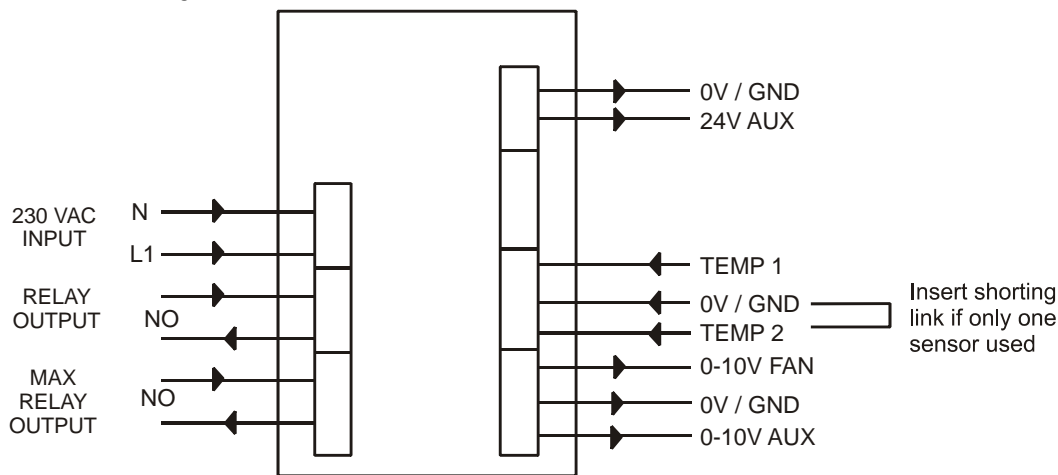 230 VAC
INPUT
N
L1
RELAY
OUTPUT
NO
MAX
RELAY
OUTPUT
NO
0V / GND
24V AUX
TEMP 1
0V / GND
TEMP 2
0-10V FAN
0V / GND
0-10V AUX
Insert shorting
link if only one
sensor used